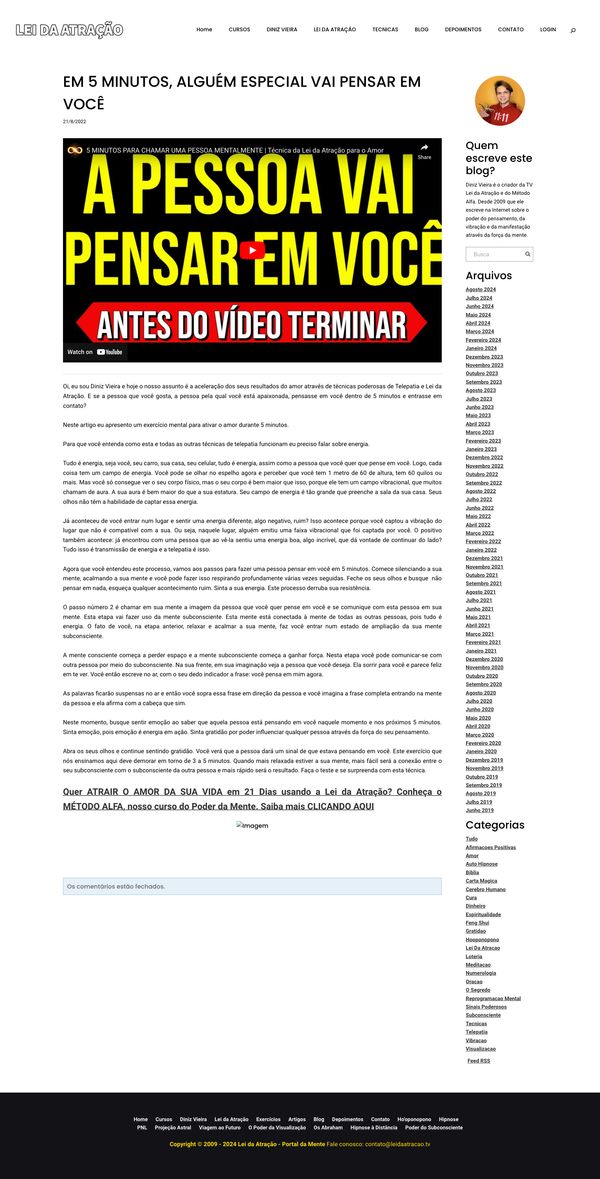 LEI DA ATRAÇÃO
Home CURSOS DINIZ VIEIRA LEI DA ATRAÇÃO TECNICAS BLOG DEPOIMENTOS CONTATO LOGIN
EM 5 MINUTOS, ALGUÉM ESPECIAL VAI PENSAR EM
VOCÊ
21/8/2022
5 MINUTOS PARA CHAMAR UMA PESSOA MENTALMENTE | Técnica da Lei da Atração para o Amor
Share
A PESSOA VAI
PENSAR EM VOCÊ
ANTES DO VÍDEO TERMINAR
Watch on YouTube
Oi, eu sou Diniz Vieira e hoje o nosso assunto é a aceleração dos seus resultados do amor através de técnicas poderosas de Telepatia e Lei da
Atração. E se a pessoa que você gosta, a pessoa pela qual você está apaixonada, pensasse em você dentro de 5 minutos e entrasse em
contato?
Neste artigo eu apresento um exercício mental para ativar o amor durante 5 minutos.
Para que você entenda como esta e todas as outras técnicas de telepatia funcionam eu preciso falar sobre energia.
Tudo é energia, seja você, seu carro, sua casa, seu celular, tudo é energia, assim como a pessoa que você quer que pense em você. Logo, cada
coisa tem um campo de energia. Você pode se olhar no espelho agora e perceber que você tem 1 metro de 60 de altura, tem 60 quilos ou
mais. Mas você só consegue ver o seu corpo físico, mas o seu corpo é bem maior que isso, porque ele tem um campo vibracional, que muitos
chamam de aura. A sua aura é bem maior do que a sua estatura. Seu campo de energia é tão grande que preenche a sala da sua casa. Seus
olhos não têm a habilidade de captar essa energia.
Já aconteceu de você entrar num lugar e sentir uma energia diferente, algo negativo, ruim? Isso acontece porque você captou a vibração do
lugar que não é compatível com a sua. Ou seja, naquele lugar, alguém emitiu uma faixa vibracional que foi captada por você. O positivo
também acontece: já encontrou com uma pessoa que ao vê-la sentiu uma energia boa, algo incrível, que dá vontade de continuar do lado?
Tudo isso é transmissão de energia e a telepatia é isso.
Agora que você entendeu este processo, vamos aos passos para fazer uma pessoa pensar em você em 5 minutos. Comece silenciando a sua
mente, acalmando a sua mente e você pode fazer isso respirando profundamente várias vezes seguidas. Feche os seus olhos e busque não
pensar em nada, esqueça qualquer acontecimento ruim. Sinta a sua energia. Este processo derruba sua resistência.
O passo número 2 é chamar em sua mente a imagem da pessoa que você quer pense em você e se comunique com esta pessoa em sua
mente. Esta etapa vai fazer uso da mente subconsciente. Esta mente está conectada à mente de todas as outras pessoas, pois tudo é
energia. O fato de você, na etapa anterior, relaxar e acalmar a sua mente, faz você entrar num estado de ampliação da sua mente
subconsciente.
A mente consciente começa a perder espaço e a mente subconsciente começa a ganhar força. Nesta etapa você pode comunicar-se com
outra pessoa por meio do subconsciente. Na sua frente, em sua imaginação veja a pessoa que você deseja. Ela sorrir para você e parece feliz
em te ver. Você então escreve no ar, com o seu dedo indicador a frase: você pensa em mim agora.
As palavras ficarão suspensas no ar e então você sopra essa frase em direção da pessoa e você imagina a frase completa entrando na mente
da pessoa e ela afirma com a cabeça que sim.
Neste momento, busque sentir emoção ao saber que aquela pessoa está pensando em você naquele momento e nos próximos 5 minutos.
Sinta emoção, pois emoção é energia em ação. Sinta gratidão por poder influenciar qualquer pessoa através da força do seu pensamento.
Abra os seus olhos e continue sentindo gratidão. Você verá que a pessoa dará um sinal de que estava pensando em você. Este exercício que
nós ensinamos aqui deve demorar em torno de 3 a 5 minutos. Quando mais relaxada estiver a sua mente, mais fácil será a conexão entre o
seu subconsciente com o subconsciente da outra pessoa e mais rápido será o resultado. Faça o teste e se surpreenda com esta técnica.
Quer ATRAIR O AMOR DA SUA VIDA em 21 Dias usando a Lei da Atração? Conheça o
MÉTODO ALFA, nosso curso do Poder da Mente. Saiba mais CLICANDO AQUI
Imagem
Os comentários estão fechados.
11:11
Quem
escreve este
blog?
Diniz Vieira é o criador da TV
Lei da Atração e do Método
Alfa. Desde 2009 que ele
escreve na Internet sobre o
poder do pensamento, da
vibração e da manifestação
através da força da mente.
Busca
Arquivos
Agosto 2024
Julho 2024
Junho 2024
Maio 2024
Abril 2024
Março 2024
Fevereiro 2024
Janeiro 2024
Dezembro 2023
Novembro 2023
Outubro 2023
Setembro 2023
Agosto 2023
Julho 2023
Junho 2023
Maio 2023
Abril 2023
Março 2023
Fevereiro 2023
Janeiro 2023
Dezembro 2022
Novembro 2022
Outubro 2022
Setembro 2022
Agosto 2022
Julho 2022
Junho 2022
Maio 2022
Abril 2022
Março 2022
Fevereiro 2022
Janeiro 2022
Dezembro 2021
Novembro 2021
Outubro 2021
Setembro 2021
Agosto 2021
Julho 2021
Junho 2021
Maio 2021
Abril 2021
Março 2021
Fevereiro 2021
Janeiro 2021
Dezembro 2020
Novembro 2020
Outubro 2020
Setembro 2020
Agosto 2020
Julho 2020
Junho 2020
Maio 2020
Abril 2020
Março 2020
Fevereiro 2020
Janeiro 2020
Dezembro 2019
Novembro 2019
Outubro 2019
Setembro 2019
Agosto 2019
Julho 2019
Junho 2019
Categorias
Tudo
Afirmacoes Positivas
Amor
Auto Hipnose
Bíblia
Carta Magica
Cerebro Humano
Cura
Dinheiro
Espiritualidade
Feng Shui
Gratidao
Hooponopono
Lei Da Atracao
Loteria
Meditacao
Numerologia
Oracao
O Segredo
Reprogramacao Mental
Sinais Poderosos
Subconsciente
Tecnicas
Telepatia
Vibracao
Visualizacao
Feed RSS
Home Cursos Diniz Vieira Lei da Atração Exercícios Artigos Blog Depoimentos Contato Ho'oponopono Hipnose
PNL Projeção Astral Viagem ao Futuro O Poder da Visualização Os Abraham Hipnose à Distância Poder do Subconsciente
Copyright © 2009 - 2024 Lei da Atração - Portal da Mente Fale conosco: contato@leidaatracao.tv